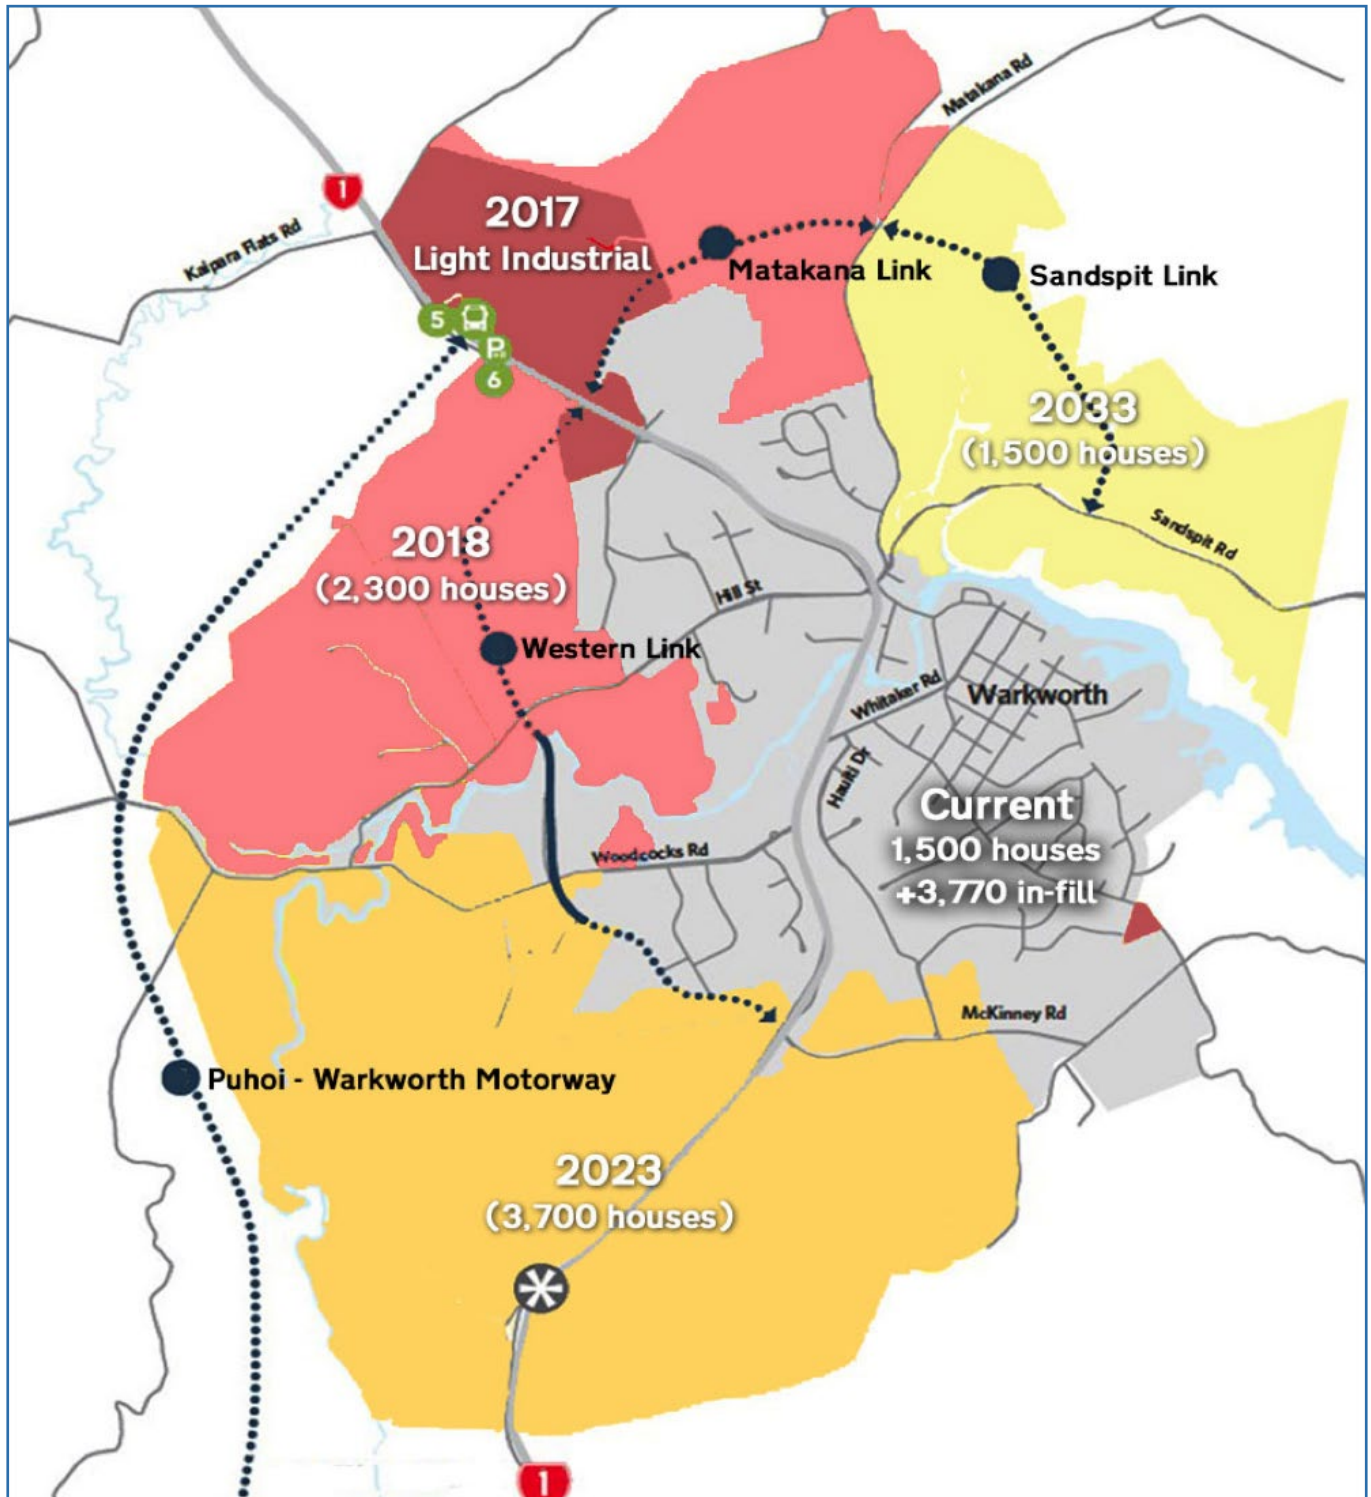 Matakana Rd
1
2017
Light Industrial
Kaipara Flats Rd
Matakana Link
Sandspit Link
5
P
6
2033
(1,500 houses)
Sandspit Rd
2018
(2,300 houses)
Hill St
Western Link
Whitaker Rd
Warkworth
Hauiti Dr
Current
1,500 houses
+3,770 in-fill
Woodcocks Rd
McKinney Rd
Puhoi - Warkworth Motorway
2023
(3,700 houses)
1